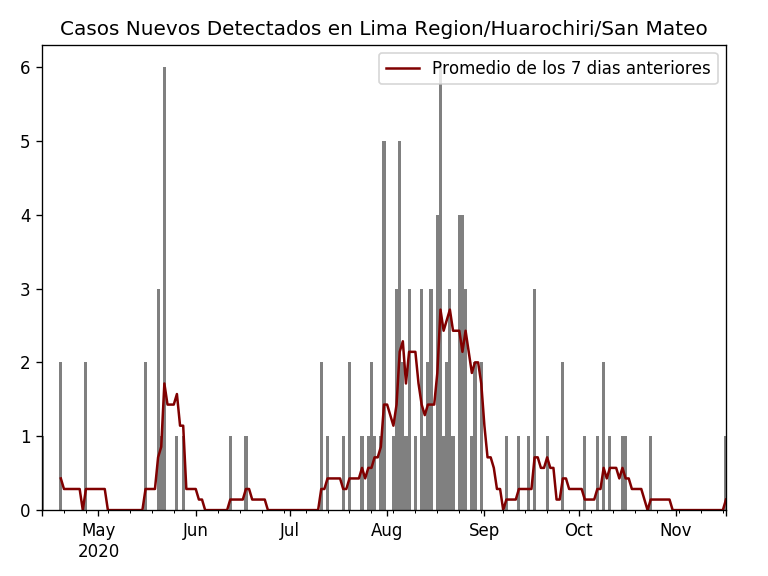 Casos Nuevos Detectados en Lima Region/Huarochiri/San Mateo
Promedio de los 7 dias anteriores
6
5
4
3
2
1
0
May Jun Jul Aug Sep Oct Nov
2020